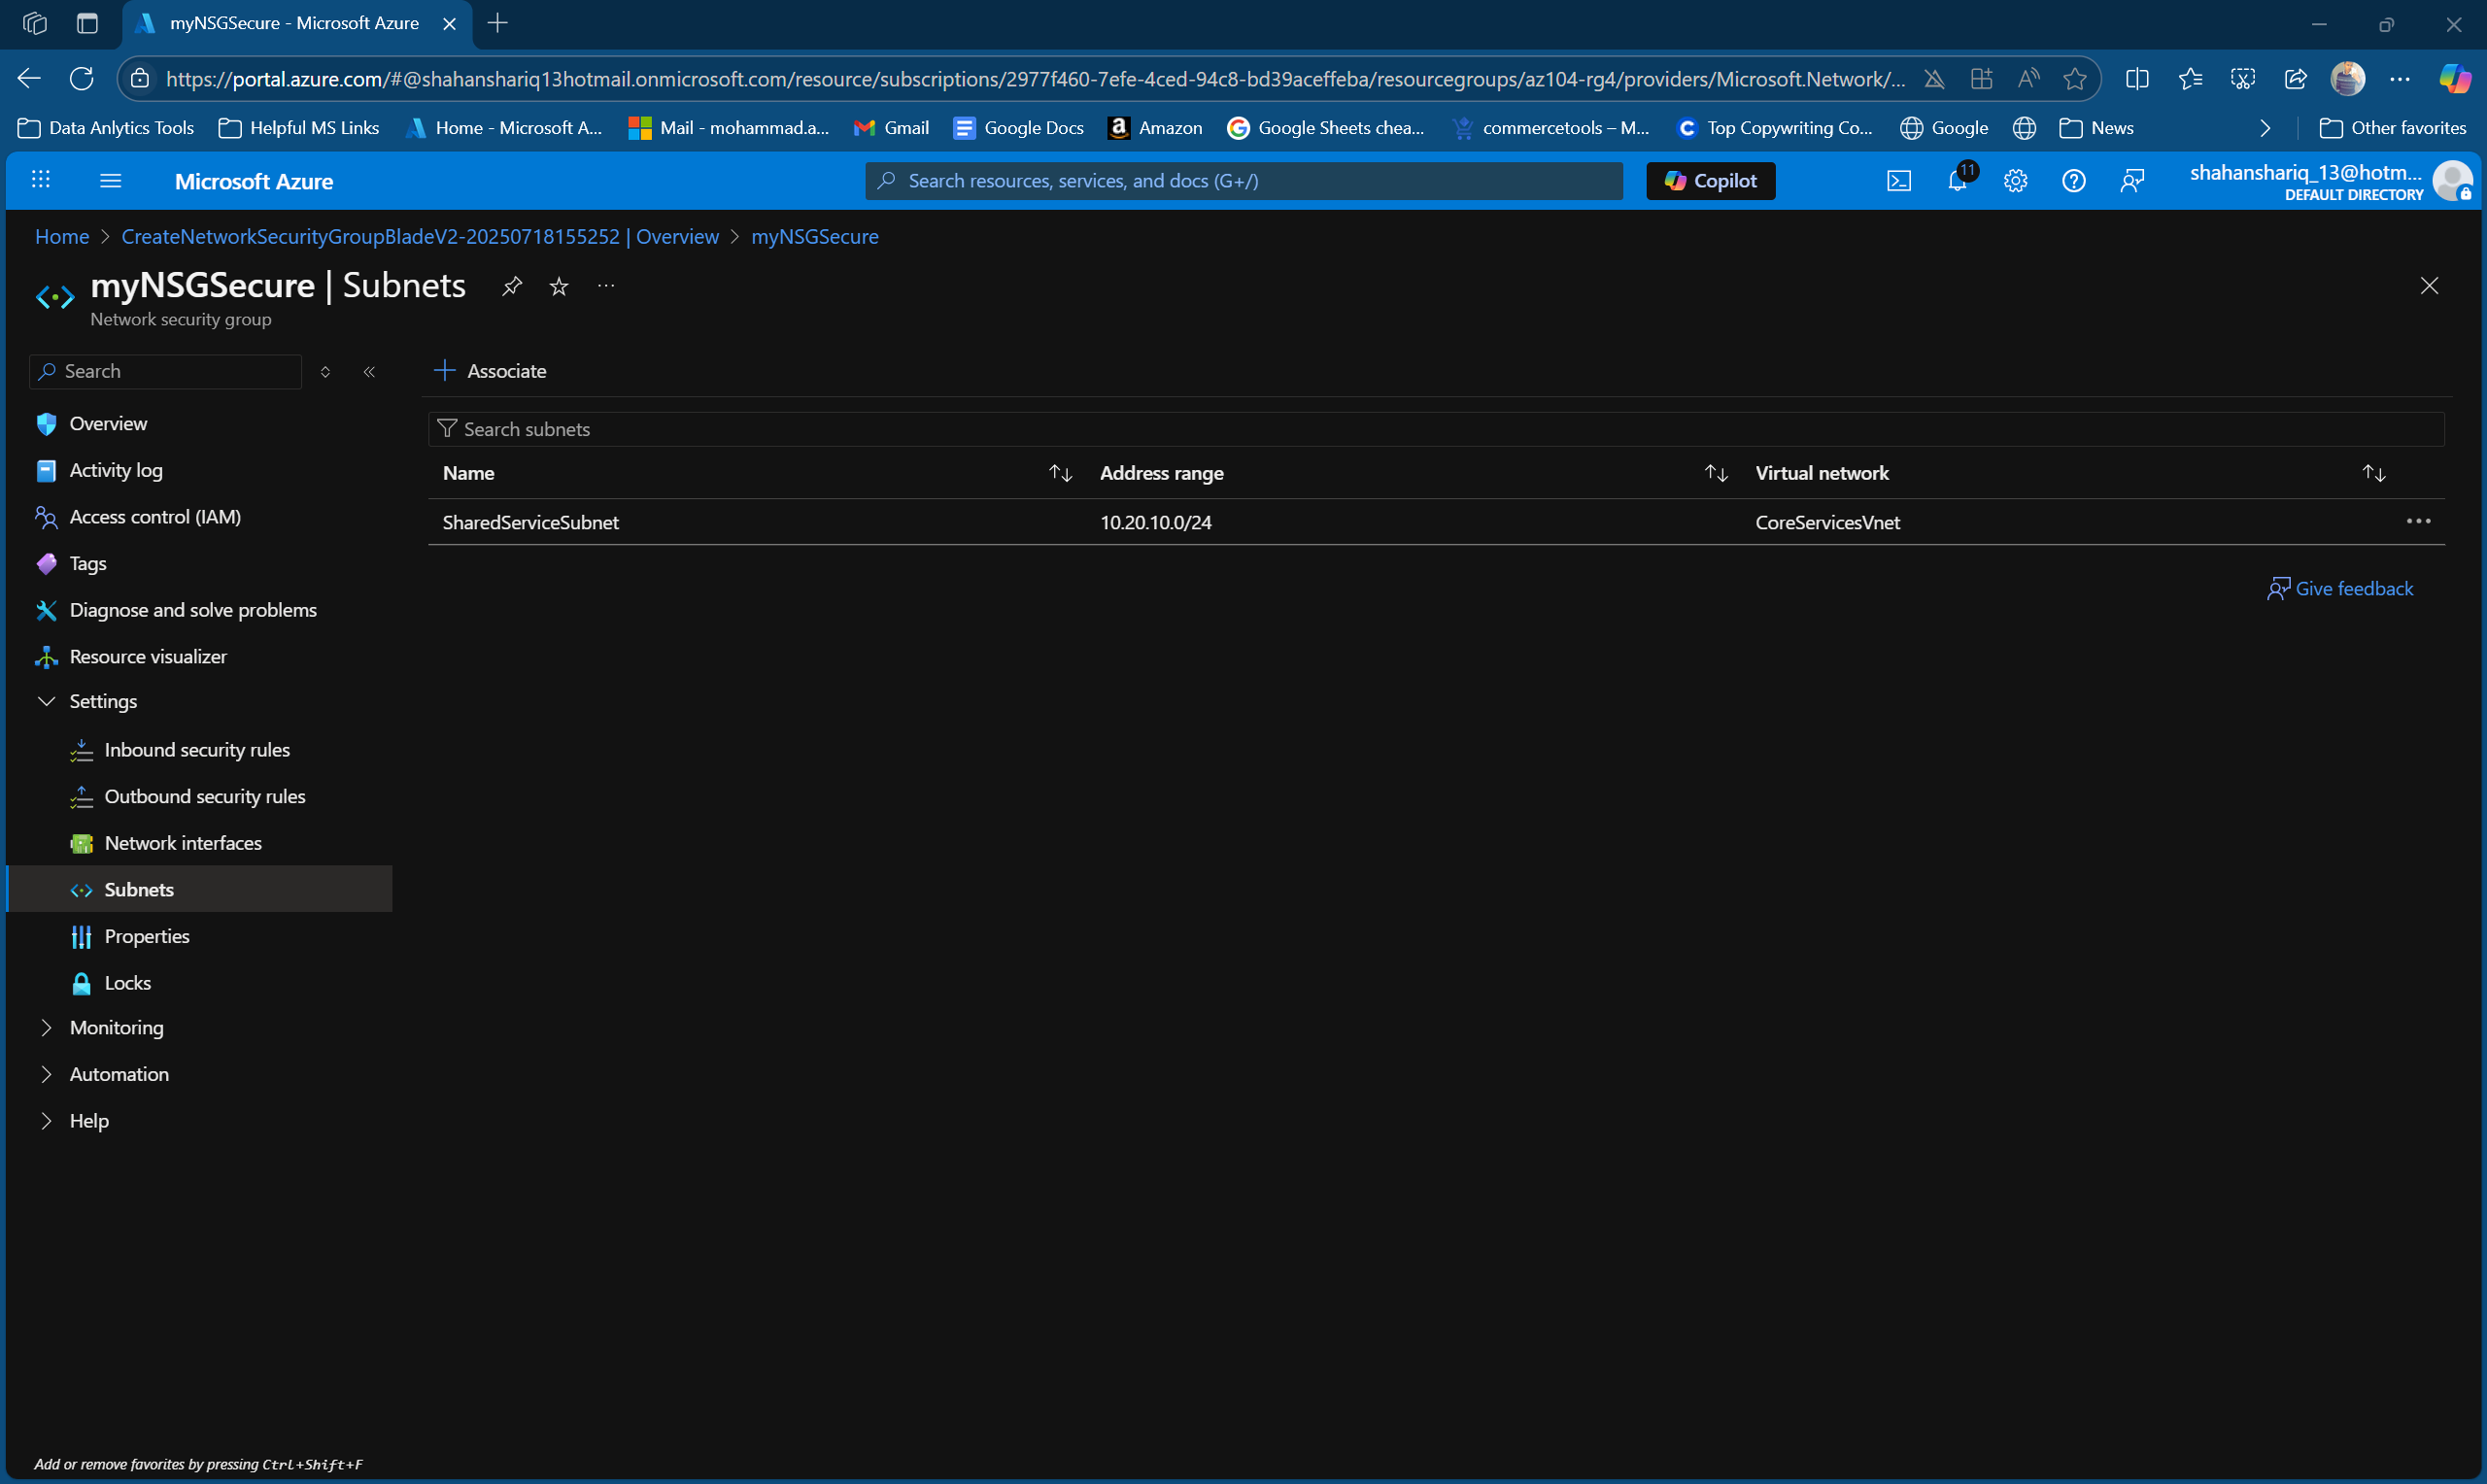 myNSGSecure - Microsoft Azure
https://portal.azure.com/#@shahanshariq13hotmail.onmicrosoft.com/resource/subscriptions/2977f460-7efe-4ced-94c8-bd39aceffeba/resourcegroups/az104-rg4/providers/Microsoft.Network/...
Data Anlytics Tools
Helpful MS Links
Home - Microsoft A...
Mail - mohammad.a...
Gmail
Google Docs
Amazon
Google Sheets chea...
commercetools – M...
Top Copywriting Co...
Google
News
Other favorites
Microsoft Azure
Search resources, services, and docs (G+/)
Copilot
11
shahanshariq_13@hotm...
DEFAULT DIRECTORY
Home > CreateNetworkSecurityGroupBladeV2-20250718155252 | Overview > myNSGSecure
myNSGSecure | Subnets
Network security group
Search
Overview
Activity log
Access control (IAM)
Tags
Diagnose and solve problems
Resource visualizer
Settings
Inbound security rules
Outbound security rules
Network interfaces
Subnets
Properties
Locks
Monitoring
Automation
Help
Associate
Search subnets
Name Address range Virtual network
SharedServiceSubnet 10.20.10.0/24 CoreServicesVnet
Give feedback
Add or remove favorites by pressing Ctrl+Shift+F